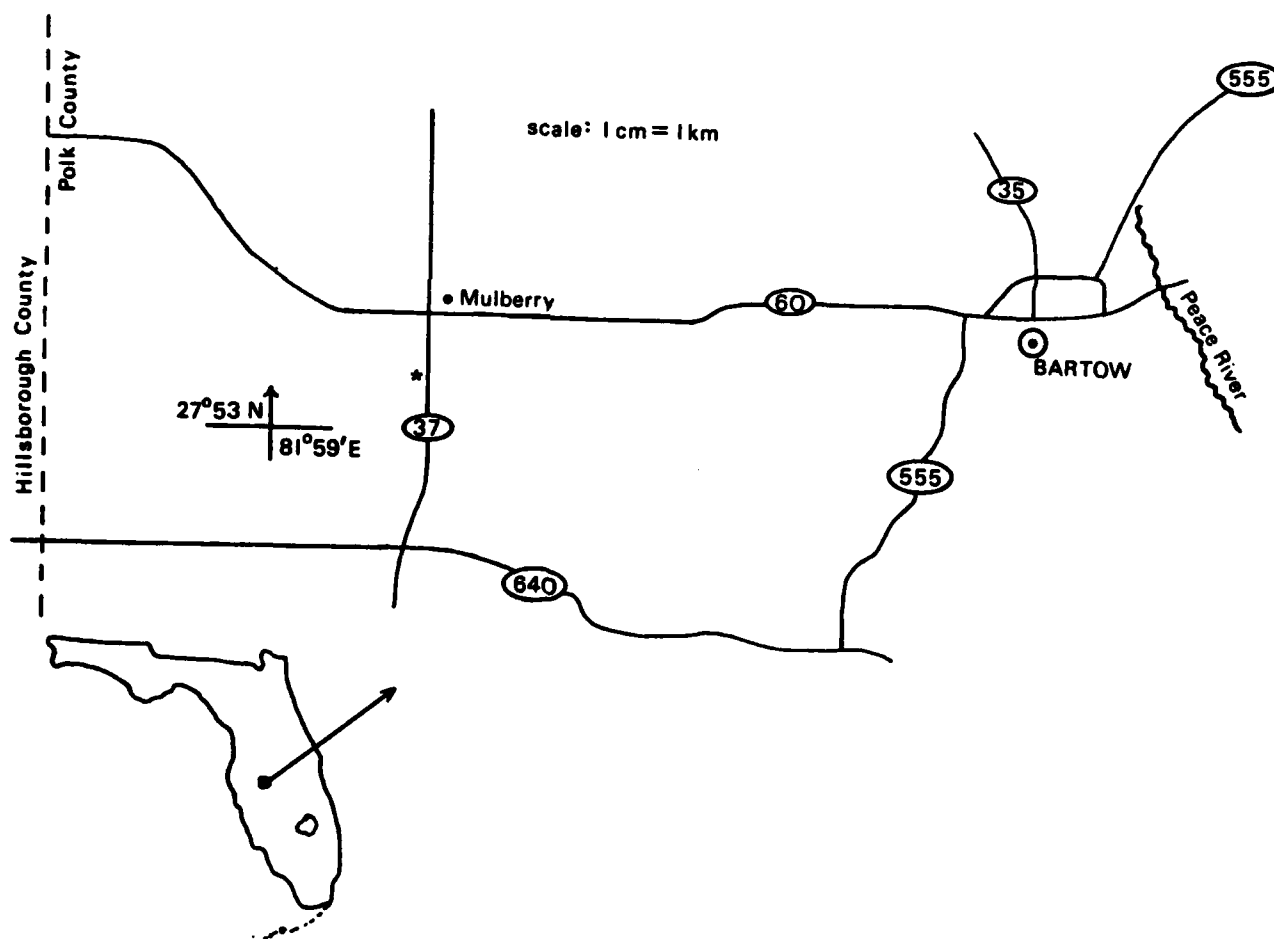 555
Polk County
scale: 1 cm = 1 km
35
Hillsborough County
Mulberry
60
Peace River
BARTOW
*
27°53 N
81°59'E
37
555
640